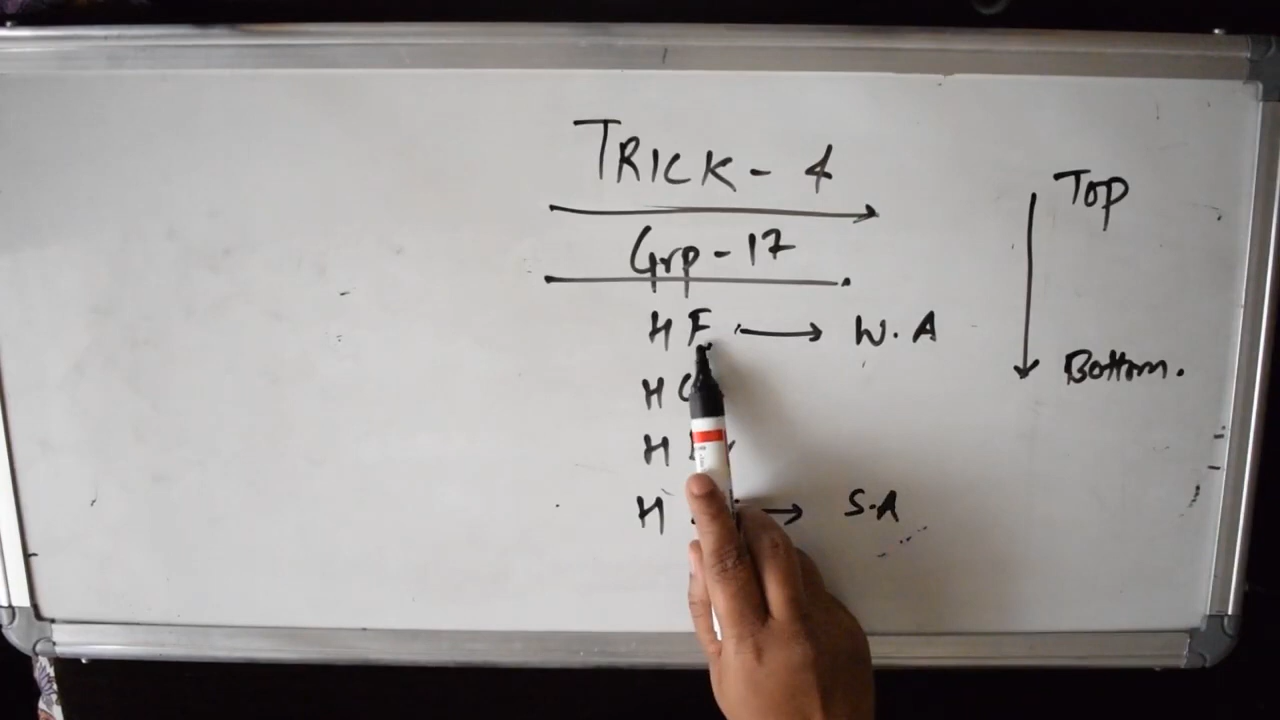 TRICK - 4
Grp - 17
HF → W.A
H
H
H → S.A
Top
Bottom.